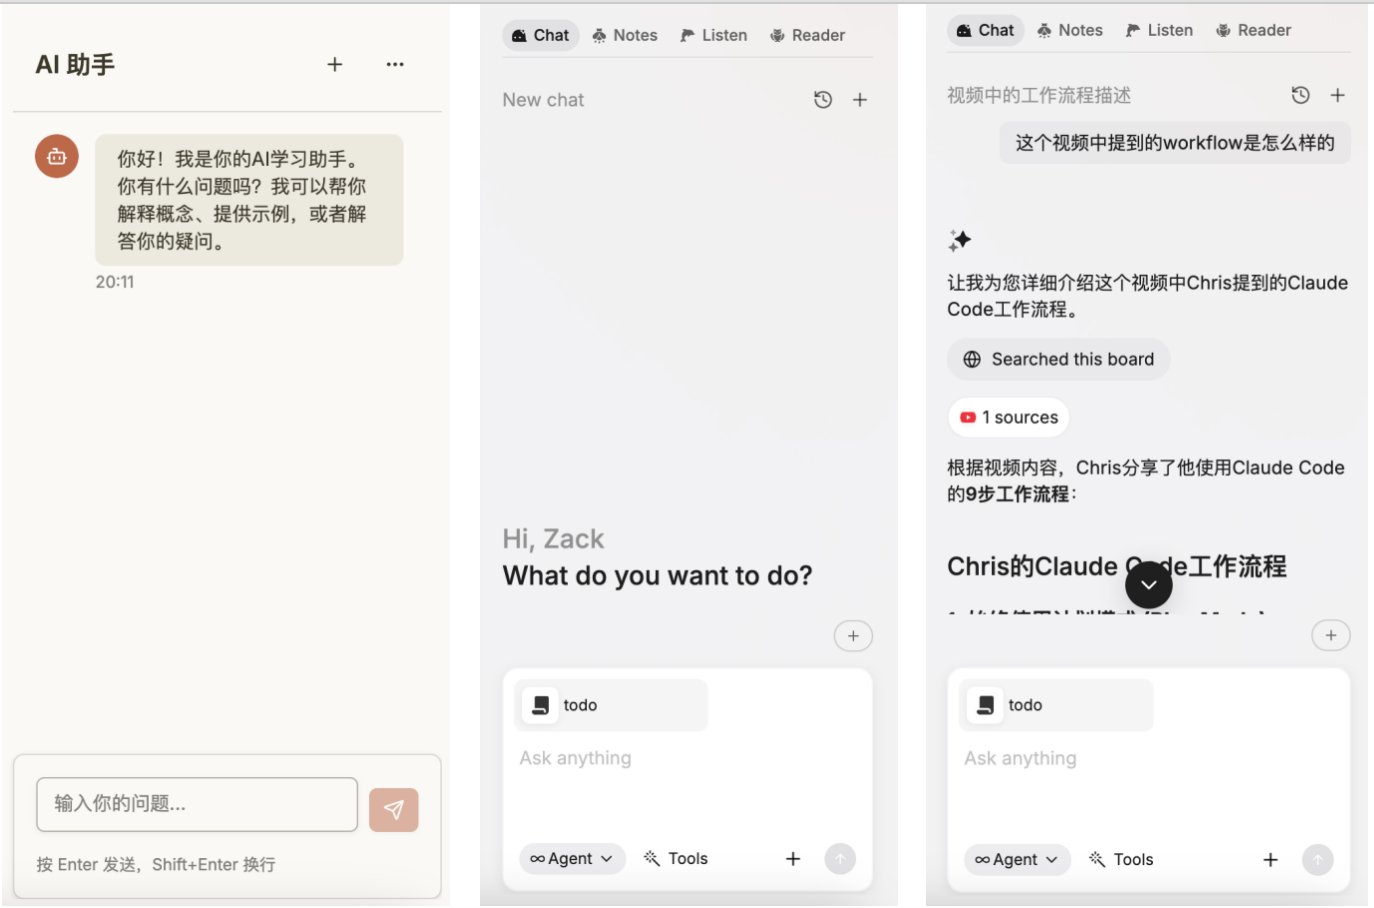 AI 助手
你好！我是你的AI学习助手。
你有什么问题吗？我可以帮你
解释概念、提供示例，或者解
答你的疑问。
20:11
输入你的问题...
按 Enter 发送，Shift+Enter 换行
Chat Notes Listen Reader
New chat
Hi, Zack
What do you want to do?
todo
Ask anything
Agent Tools
Chat Notes Listen Reader
视频中的工作流程描述
这个视频中提到的workflow是怎么样的
让我为您详细介绍这个视频中Chris提到的Claude
Code工作流程。
Searched this board
1 sources
根据视频内容，Chris分享了他使用Claude Code
的9步工作流程：
Chris的Claude Code工作流程
todo
Ask anything
Agent Tools